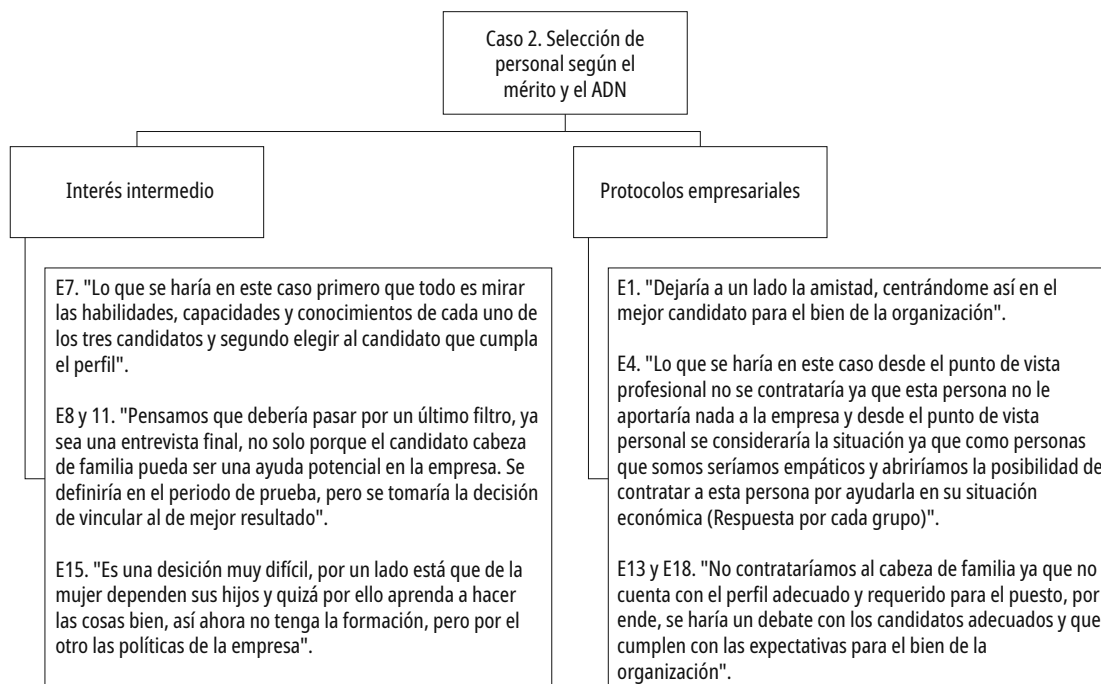 Caso 2. Selección de
personal según el
mérito y el ADN
Interés intermedio
Protocolos empresariales
E7. "Lo que se haría en este caso primero que todo es mirar
las habilidades, capacidades y conocimientos de cada uno de
los tres candidatos y segundo elegir al candidato que cumpla
el perfil".
E8 y 11. "Pensamos que debería pasar por un último filtro, ya
sea una entrevista final, no solo porque el candidato cabeza
de familia pueda ser una ayuda potencial en la empresa. Se
definiría en el periodo de prueba, pero se tomaría la decisión
de vincular al de mejor resultado".
E15. "Es una desición muy difícil, por un lado está que de la
mujer dependen sus hijos y quizá por ello aprenda a hacer
las cosas bien, así ahora no tenga la formación, pero por el
otro las políticas de la empresa".
E1. "Dejaría a un lado la amistad, centrándome así en el
mejor candidato para el bien de la organización".
E4. "Lo que se haría en este caso desde el punto de vista
profesional no se contrataría ya que esta persona no le
aportaría nada a la empresa y desde el punto de vista
personal se consideraría la situación ya que como personas
que somos seríamos empáticos y abriríamos la posibilidad de
contratar a esta persona por ayudarla en su situación
económica (Respuesta por cada grupo)".
E13 y E18. "No contrataríamos al cabeza de familia ya que no
cuenta con el perfil adecuado y requerido para el puesto, por
ende, se haría un debate con los candidatos adecuados y que
cumplen con las expectativas para el bien de la
organización".